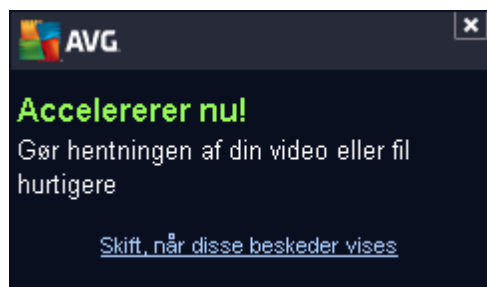 AVG
Accelererer nu!
Gør hentningen af din video eller fil
hurtigere
Skift, når disse beskeder vises